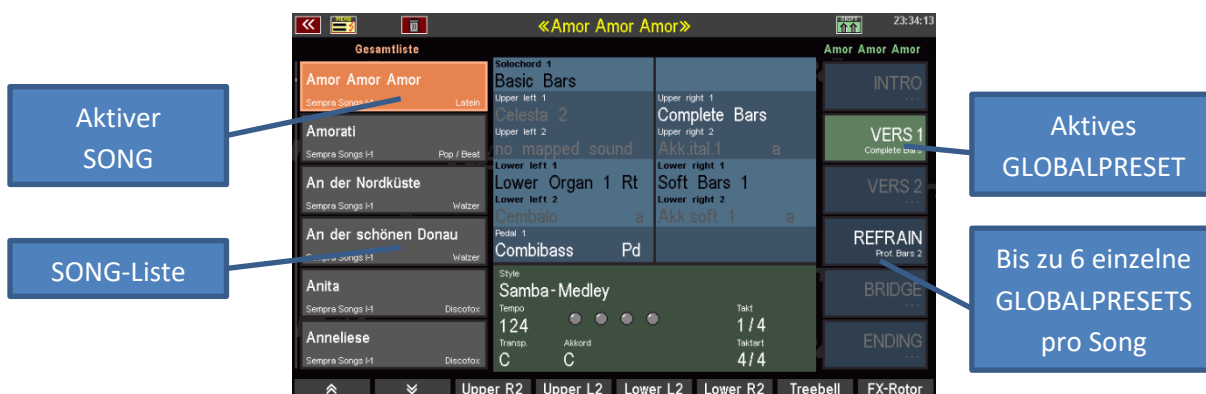 MENU
«Amor Amor Amor»
SHIFT
23:34:13
Gesamtliste
Amor Amor Amor
Aktiver
SONG
SONG-Liste
Amor Amor Amor
Sempra Songs I-1 Latein
Amorati
Sempra Songs I-1 Pop / Beat
An der Nordküste
Sempra Songs I-1 Walzer
An der schönen Donau
Sempra Songs I-1 Walzer
Anita
Sempra Songs I-1 Discofox
Anneliese
Sempra Songs I-1 Discofox
Solochord 1
Basic Bars
Upper left 1
Celesta 2
Upper right 1
Complete Bars
Upper left 2
no mapped sound
Upper right 2
Akk.ital.1 a
Lower left 1
Lower Organ 1 Rt
Lower right 1
Soft Bars 1
Lower left 2
Cembalo a
Lower right 2
Akk.soft 1 a
Pedal 1
Combibass Pd
Style
Samba-Medley
Tempo
124
Takt
1/4
Transp.
C
Akkord
C
Taktart
4/4
INTRO
---
VERS 1
Complete Bars
VERS 2
---
REFRAIN
Prof. Bars 2
BRIDGE
---
ENDING
---
Aktives
GLOBALPRESET
Bis zu 6 einzelne
GLOBALPRESETS
pro Song
Upper R2 Upper L2 Lower L2 Lower R2 Treebell FX-Rotor